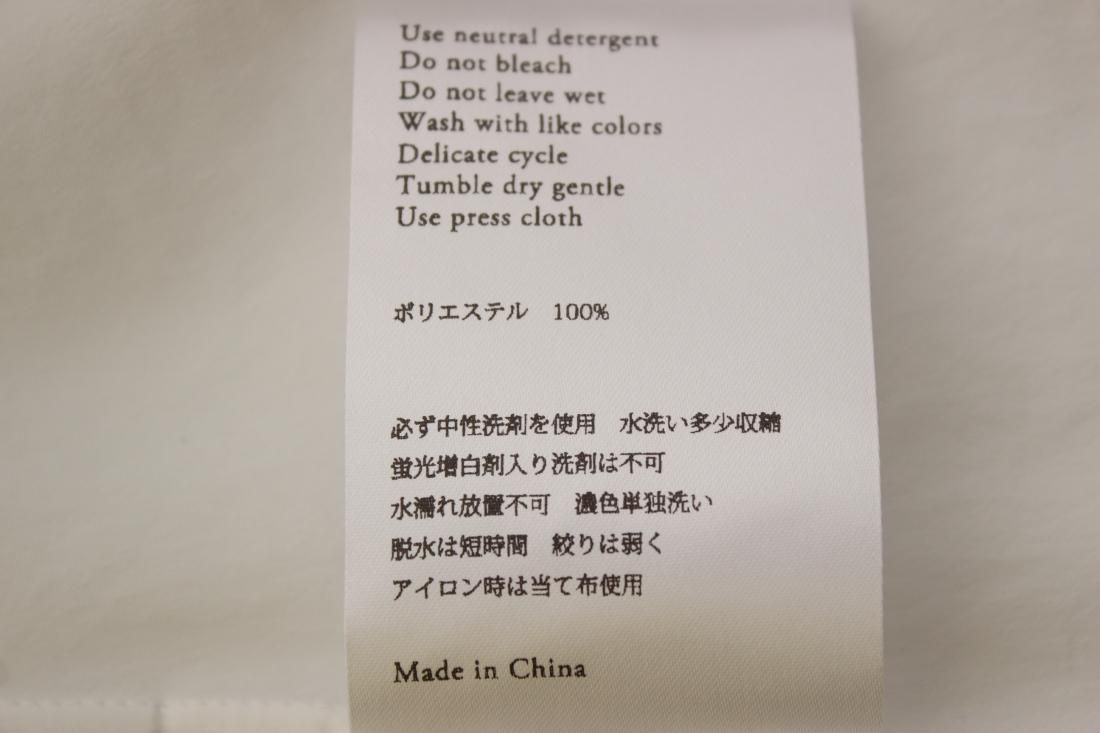 Use neutral detergent
Do not bleach
Do not leave wet
Wash with like colors
Delicate cycle
Tumble dry gentle
Use press cloth
ポリエステル　100%
必ず中性洗剤を使用　水洗い多少収縮
蛍光増白剤入り洗剤は不可
水濡れ放置不可　濃色単独洗い
脱水は短時間　絞りは弱く
アイロン時は当て布使用
Made in China